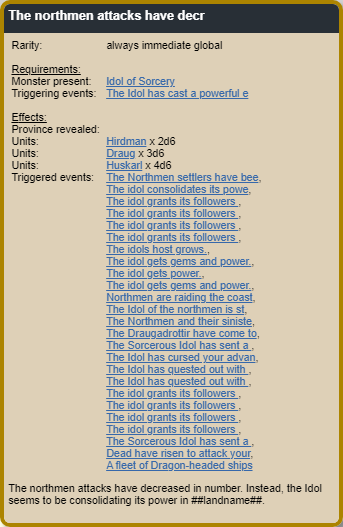 The northmen attacks have decr
Rarity: always immediate global
Requirements:
Monster present: Idol of Sorcery
Triggering events: The Idol has cast a powerful e
Effects:
Province revealed:
Units: Hirdman x 2d6
Units: Draug x 3d6
Units: Huskarl x 4d6
Triggered events: The Northmen settlers have bee,
The idol consolidates its powe,
The idol grants its followers ,
The idol grants its followers ,
The idol grants its followers ,
The idol grants its followers ,
The idols host grows.,
The idol gets gems and power.,
The idol gets power.,
The idol gets gems and power.,
Northmen are raiding the coast,
The Idol of the northmen is st,
The Northmen and their siniste,
The Draugadrottir have come to,
The Sorcerous Idol has sent a ,
The Idol has cursed your advan,
The Idol has quested out with ,
The Idol has quested out with ,
The idol grants its followers ,
The idol grants its followers ,
The idol grants its followers ,
The idol grants its followers ,
The Sorcerous Idol has sent a ,
Dead have risen to attack your,
A fleet of Dragon-headed ships
The northmen attacks have decreased in number. Instead, the Idol
seems to be consolidating its power in ##landname##.